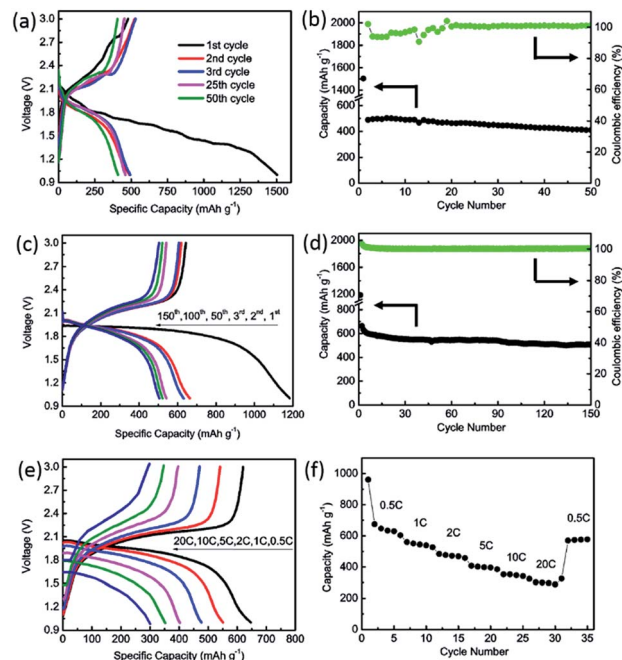 (a)
3.0
2.7
2.4
2.1
1.8
1.5
1.2
0.9
Voltage (V)
1st cycle
2nd cycle
3rd cycle
25th cycle
50th cycle
0
250
500
750
1000
1250
1500
Specific Capacity (mAh g⁻¹)
(b)
2000
1800
1600
1400
600
400
200
0
Capacity (mAh g⁻¹)
100
80
60
40
20
0
Coulombic efficiency (%)
0
10
20
30
40
50
Cycle Number
(c)
3.0
2.7
2.4
2.1
1.8
1.5
1.2
0.9
Voltage (V)
150ᵗʰ,100ᵗʰ, 50ᵗʰ, 3ʳᵈ, 2ⁿᵈ, 1ˢᵗ
0
200
400
600
800
1000
1200
Specific Capacity (mAh g⁻¹)
(d)
2000
1600
1200
800
600
400
200
0
Capacity (mAh g⁻¹)
100
80
60
40
20
0
Coulombic efficiency (%)
0
30
60
90
120
150
Cycle Number
(e)
3.0
2.7
2.4
2.1
1.8
1.5
1.2
0.9
Voltage (V)
20C,10C,5C,2C,1C,0.5C
0
100
200
300
400
500
600
700
800
Specific Capacity (mAh g⁻¹)
(f)
1000
800
600
400
200
0
Capacity (mAh g⁻¹)
0.5C
1C
2C
5C
10C
20C
0.5C
0
5
10
15
20
25
30
35
Cycle Number